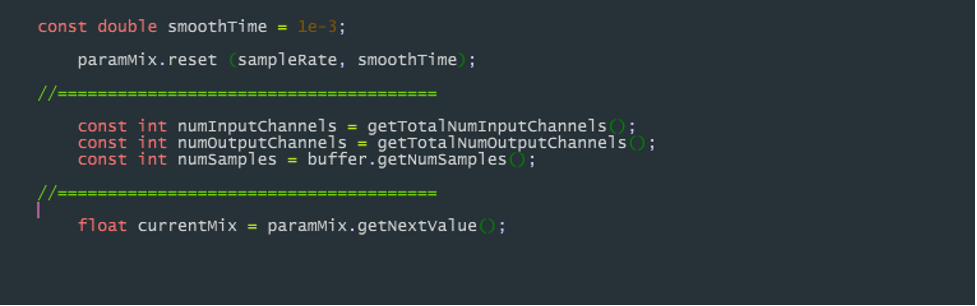 const double smoothTime = 1e-3;
paramMix.reset (sampleRate, smoothTime);
//======================================
const int numInputChannels = getTotalNumInputChannels();
const int numOutputChannels = getTotalNumOutputChannels();
const int numSamples = buffer.getNumSamples();
//======================================
float currentMix = paramMix.getNextValue();